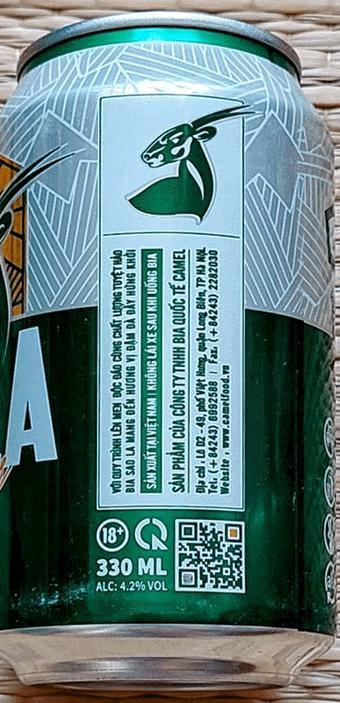 A
VỚI QUY TRÌNH LÊN MEN ĐỘC ĐÁO CÙNG CHẤT LƯỢNG TUYỆT HẢO
BIA SAO LA MANG ĐẾN HƯƠNG VỊ ĐẬM ĐÀ ĐẦY HỨNG KHỞI
SẢN XUẤT TẠI VIỆT NAM | KHÔNG LÁI XE SAU KHI UỐNG BIA
SẢN PHẨM CỦA CÔNG TY TNHH BIA QUỐC TẾ CAMEL
Địa chỉ: Lô D2 - 49, phố Việt Hưng, quận Long Biên, TP Hà Nội
Tel. (+84243) 6992588 | Fax. (+84243) 2282030
Website: www.camelfood.vn
18+
330 ML
ALC: 4.2% VOL